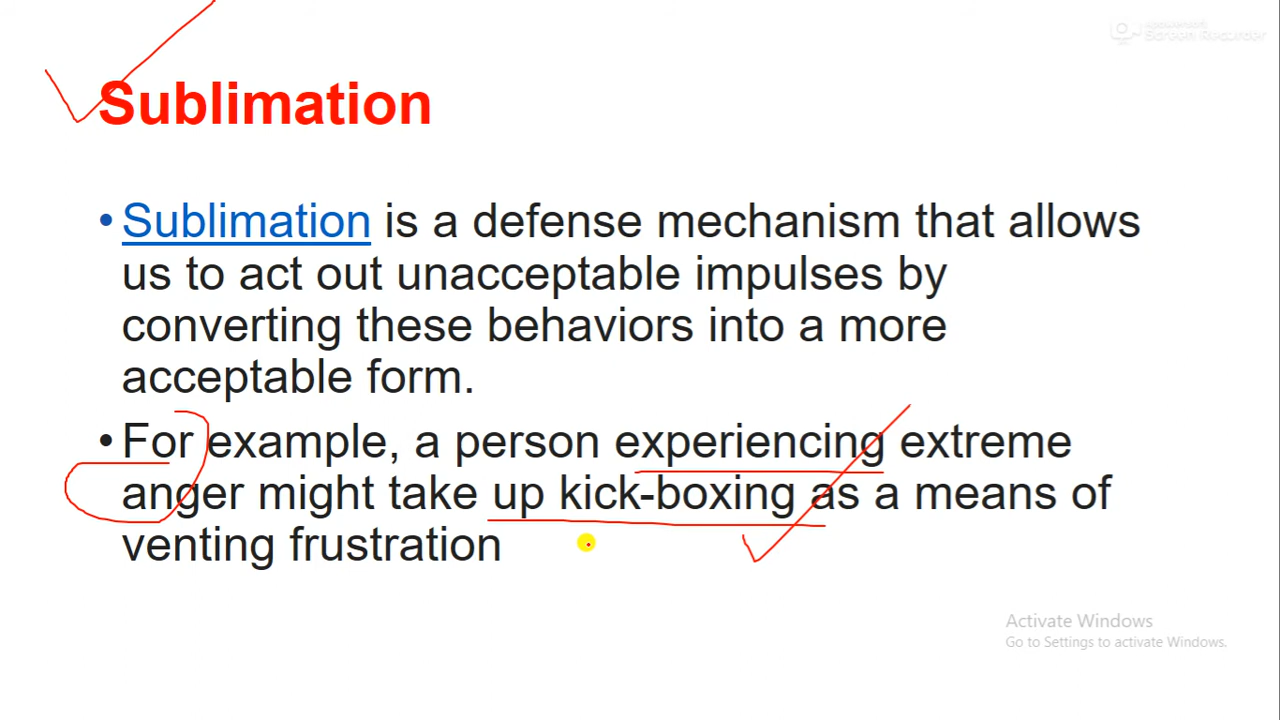 Screen Recorder
Sublimation
• Sublimation is a defense mechanism that allows
us to act out unacceptable impulses by
converting these behaviors into a more
acceptable form.
• For example, a person experiencing extreme
anger might take up kick-boxing as a means of
venting frustration
Activate Windows
Go to Settings to activate Windows.